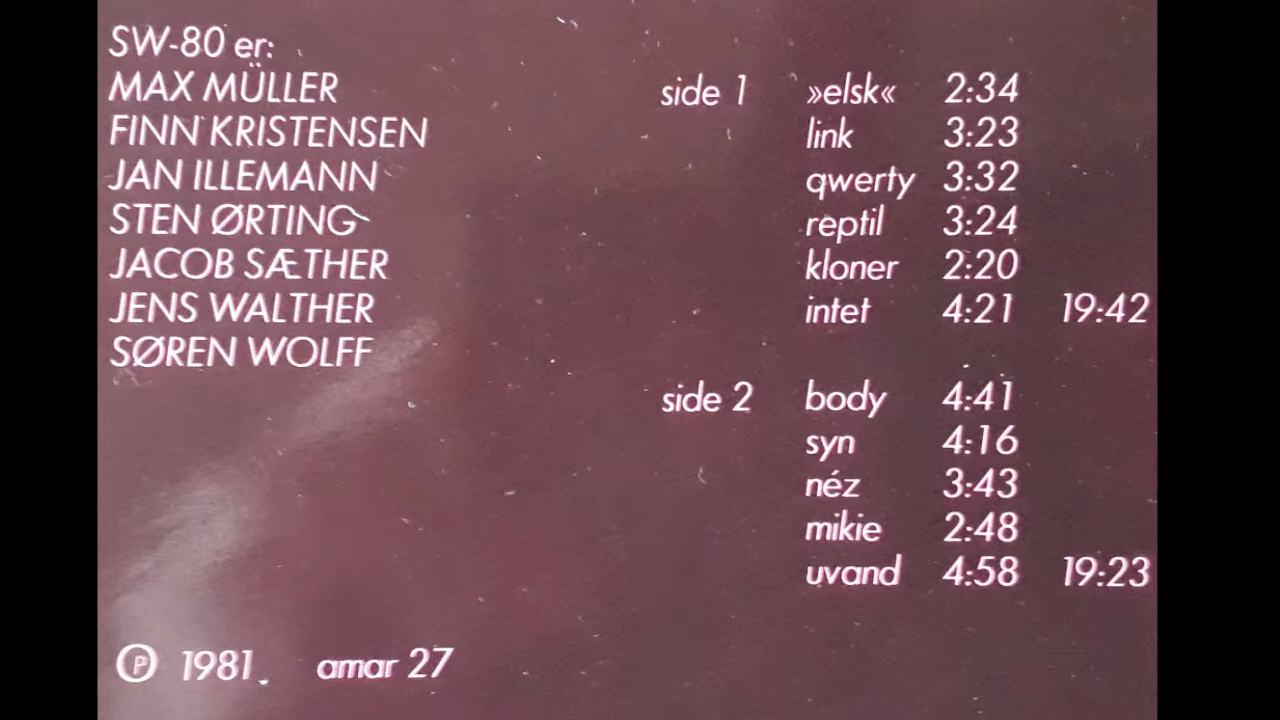 SW-80 er:
MAX MÜLLER
FINN KRISTENSEN
JAN ILLEMANN
STEN ØRTING
JACOB SÆTHER
JENS WALTHER
SØREN WOLFF
side 1 »elsk« 2:34
link 3:23
qwerty 3:32
reptil 3:24
kloner 2:20
intet 4:21 19:42
side 2 body 4:41
syn 4:16
néz 3:43
mikie 2:48
uvand 4:58 19:23
Ⓟ 1981. amar 27